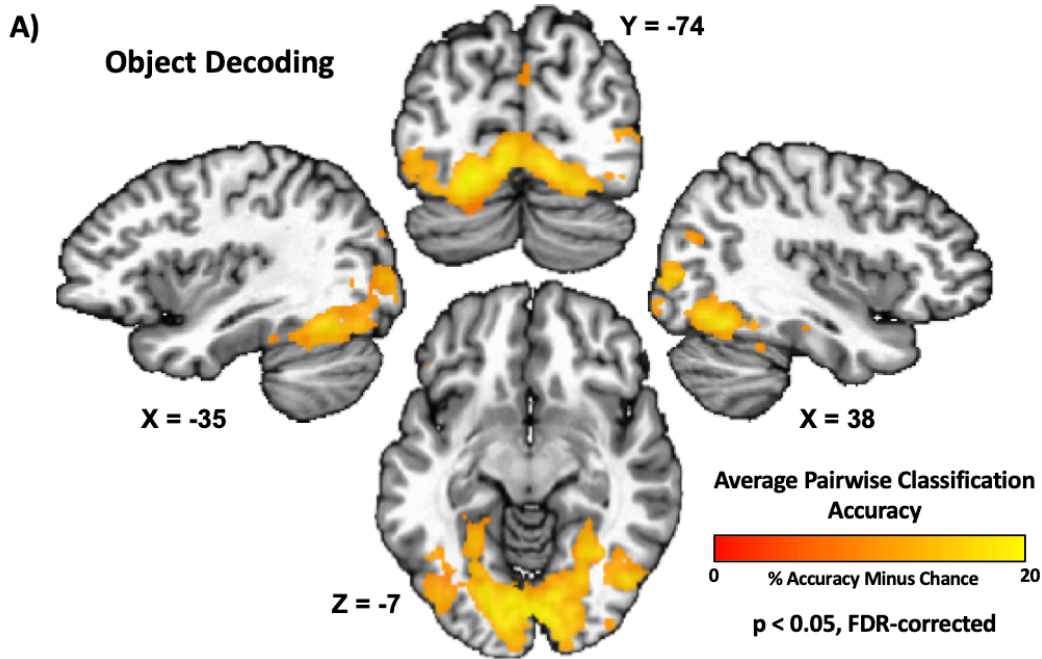 A)
Y = -74
Object Decoding
X = -35
X = 38
Z = -7
Average Pairwise Classification
Accuracy
0 % Accuracy Minus Chance 20
p < 0.05, FDR-corrected